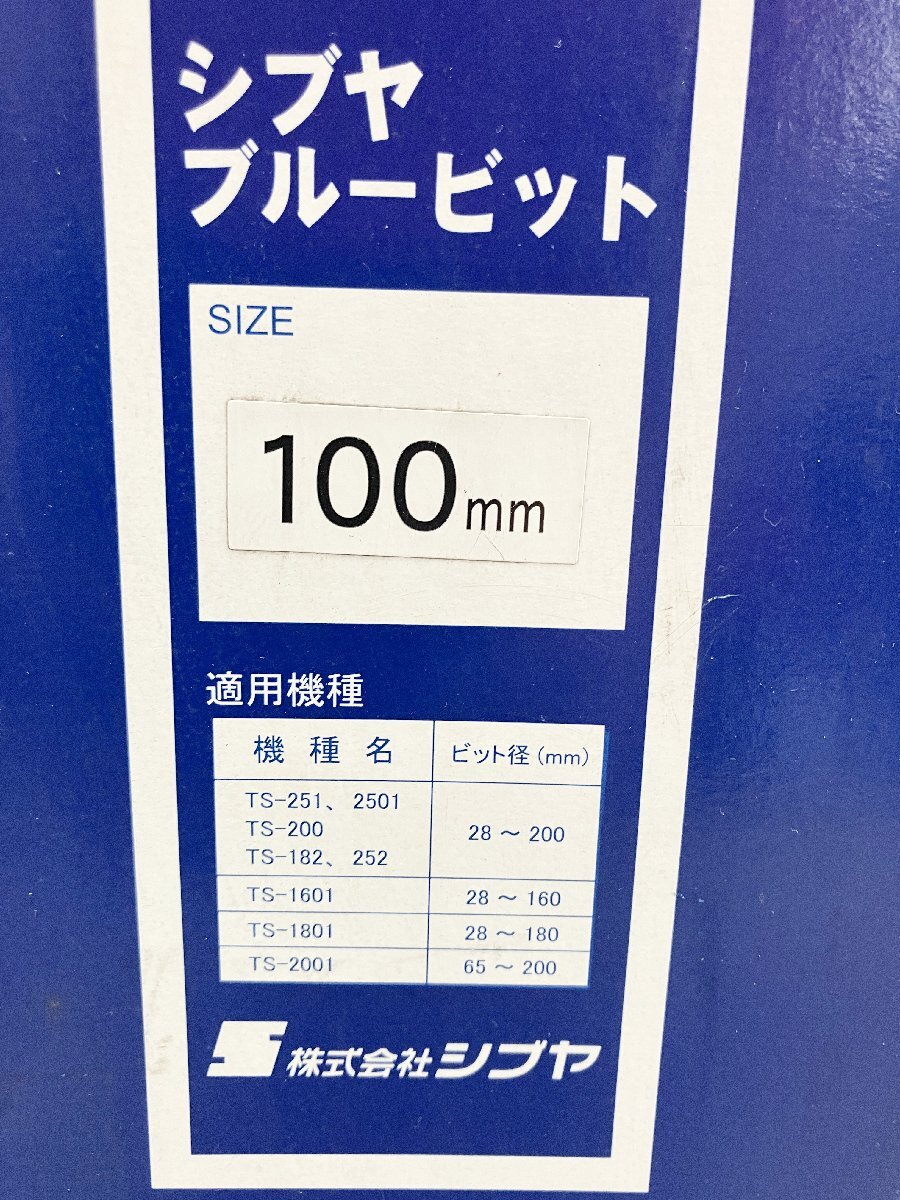 シブヤ
ブルービット
SIZE
100mm
適用機種
機種名 ビット径(mm)
TS-251、2501
TS-200 28～200
TS-182、252
TS-1601 28～160
TS-1801 28～180
TS-2001 65～200
株式会社シブヤ